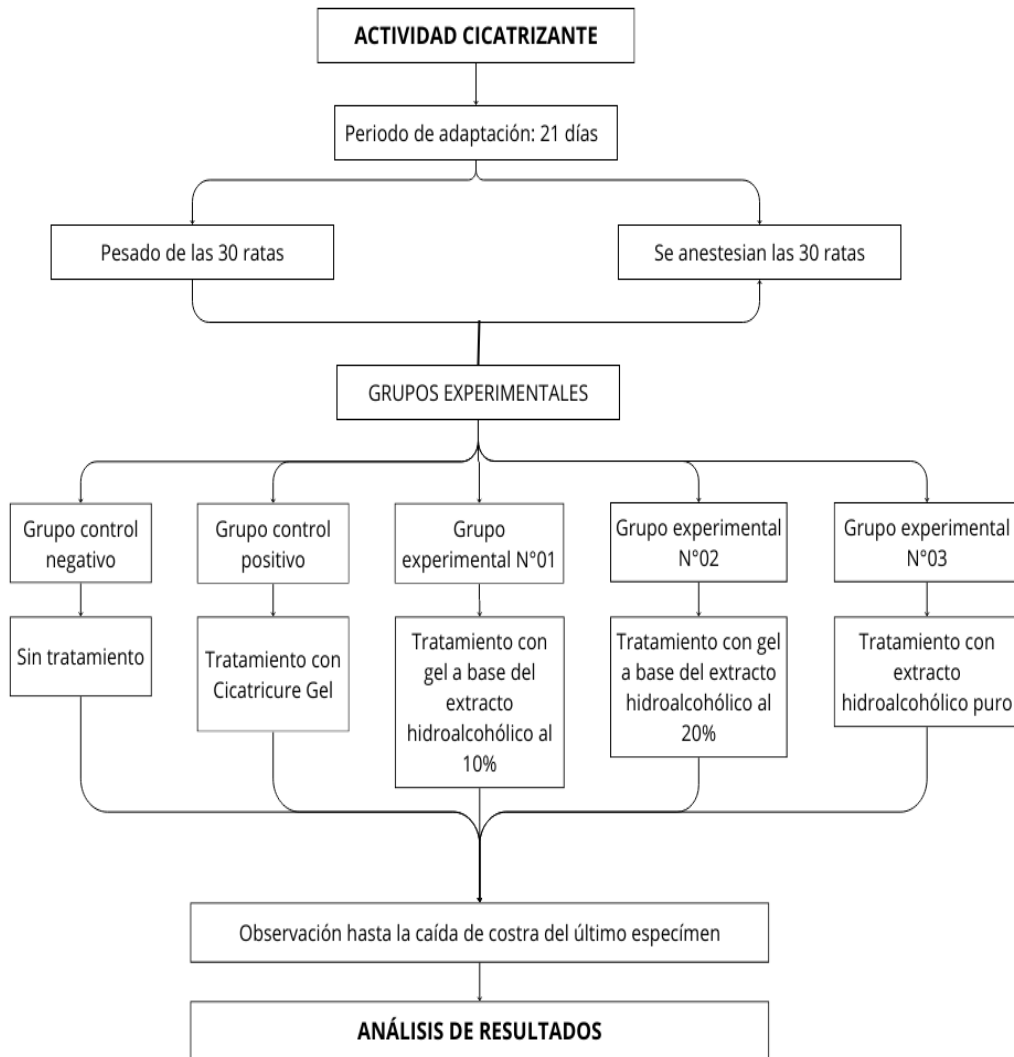 ACTIVIDAD CICATRIZANTE
Periodo de adaptación: 21 días
Pesado de las 30 ratas
Se anestesian las 30 ratas
GRUPOS EXPERIMENTALES
Grupo control
negativo
Grupo control
positivo
Grupo
experimental N°01
Grupo experimental
N°02
Grupo experimental
N°03
Sin tratamiento
Tratamiento con
Cicatricure Gel
Tratamiento con
gel a base del
extracto
hidroalcohólico al
10%
Tratamiento con gel
a base del extracto
hidroalcohólico al
20%
Tratamiento con
extracto
hidroalcohólico puro
Observación hasta la caída de costra del último especímen
ANÁLISIS DE RESULTADOS